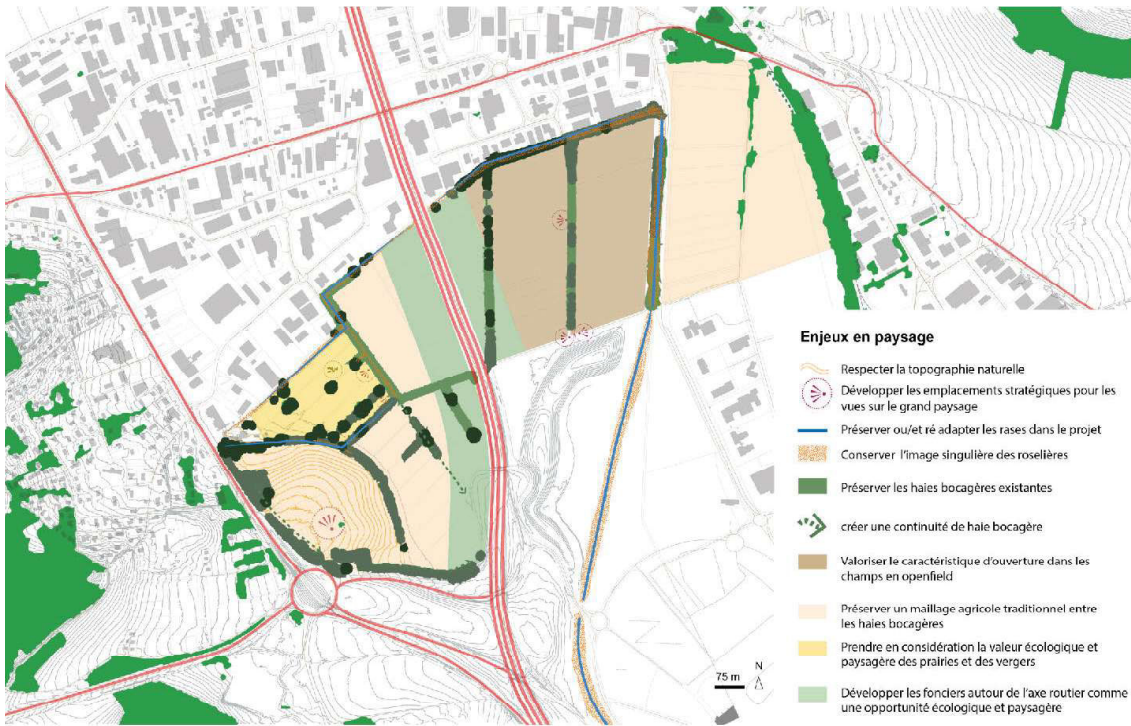 Enjeux en paysage
Respecter la topographie naturelle
Développer les emplacements stratégiques pour les
vues sur le grand paysage
Préserver ou/et ré adapter les rases dans le projet
Conserver l'image singulière des roselières
Préserver les haies bocagères existantes
créer une continuité de haie bocagère
Valoriser le caractéristique d'ouverture dans les
champs en openfield
Préserver un maillage agricole traditionnel entre
les haies bocagères
Prendre en considération la valeur écologique et
paysagère des prairies et des vergers
Développer les fonciers autour de l'axe routier comme
une opportunité écologique et paysagère
75 m
N